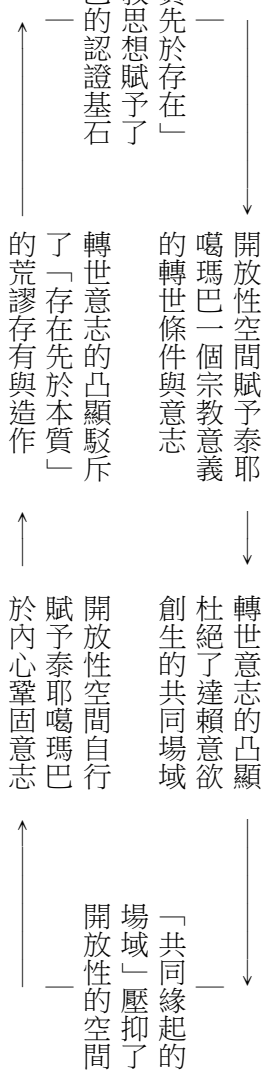 先於存在」
思想賦予了
的認證基石
開放性空間賦予泰耶
噶瑪巴一個宗教意義
的轉世條件與意志
轉世意志的凸顯
杜絕了達賴意欲
創生的共同場域
「共同緣起的
場域」壓抑了
開放性的空間
開放性空間自行
賦予泰耶噶瑪巴
於內心鞏固意志
轉世意志的凸顯駁斥
了「存在先於本質」
的荒謬存有與造作